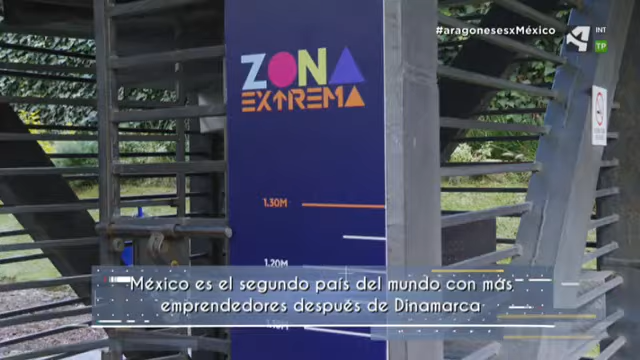 #aragonesesxMéxico
INT
TP
ZONA
EXTREMA
1.30M
1.20M
México es el segundo país del mundo con más
emprendedores después de Dinamarca